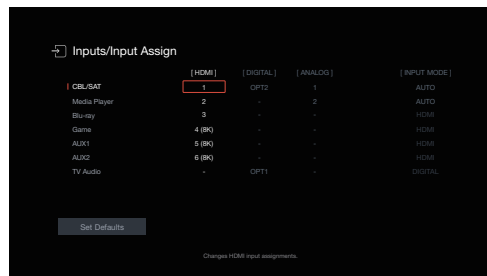 Inputs/Input Assign
[ HDMI ] [ DIGITAL ] [ ANALOG ] [ INPUT MODE ]
CBL/SAT 1 OPT2 1 AUTO
Media Player 2 - 2 AUTO
Blu-ray 3 - - HDMI
Game 4 (8K) - - HDMI
AUX1 5 (8K) - - HDMI
AUX2 6 (8K) - - HDMI
TV Audio - OPT1 - DIGITAL
Set Defaults
Changes HDMI input assignments.